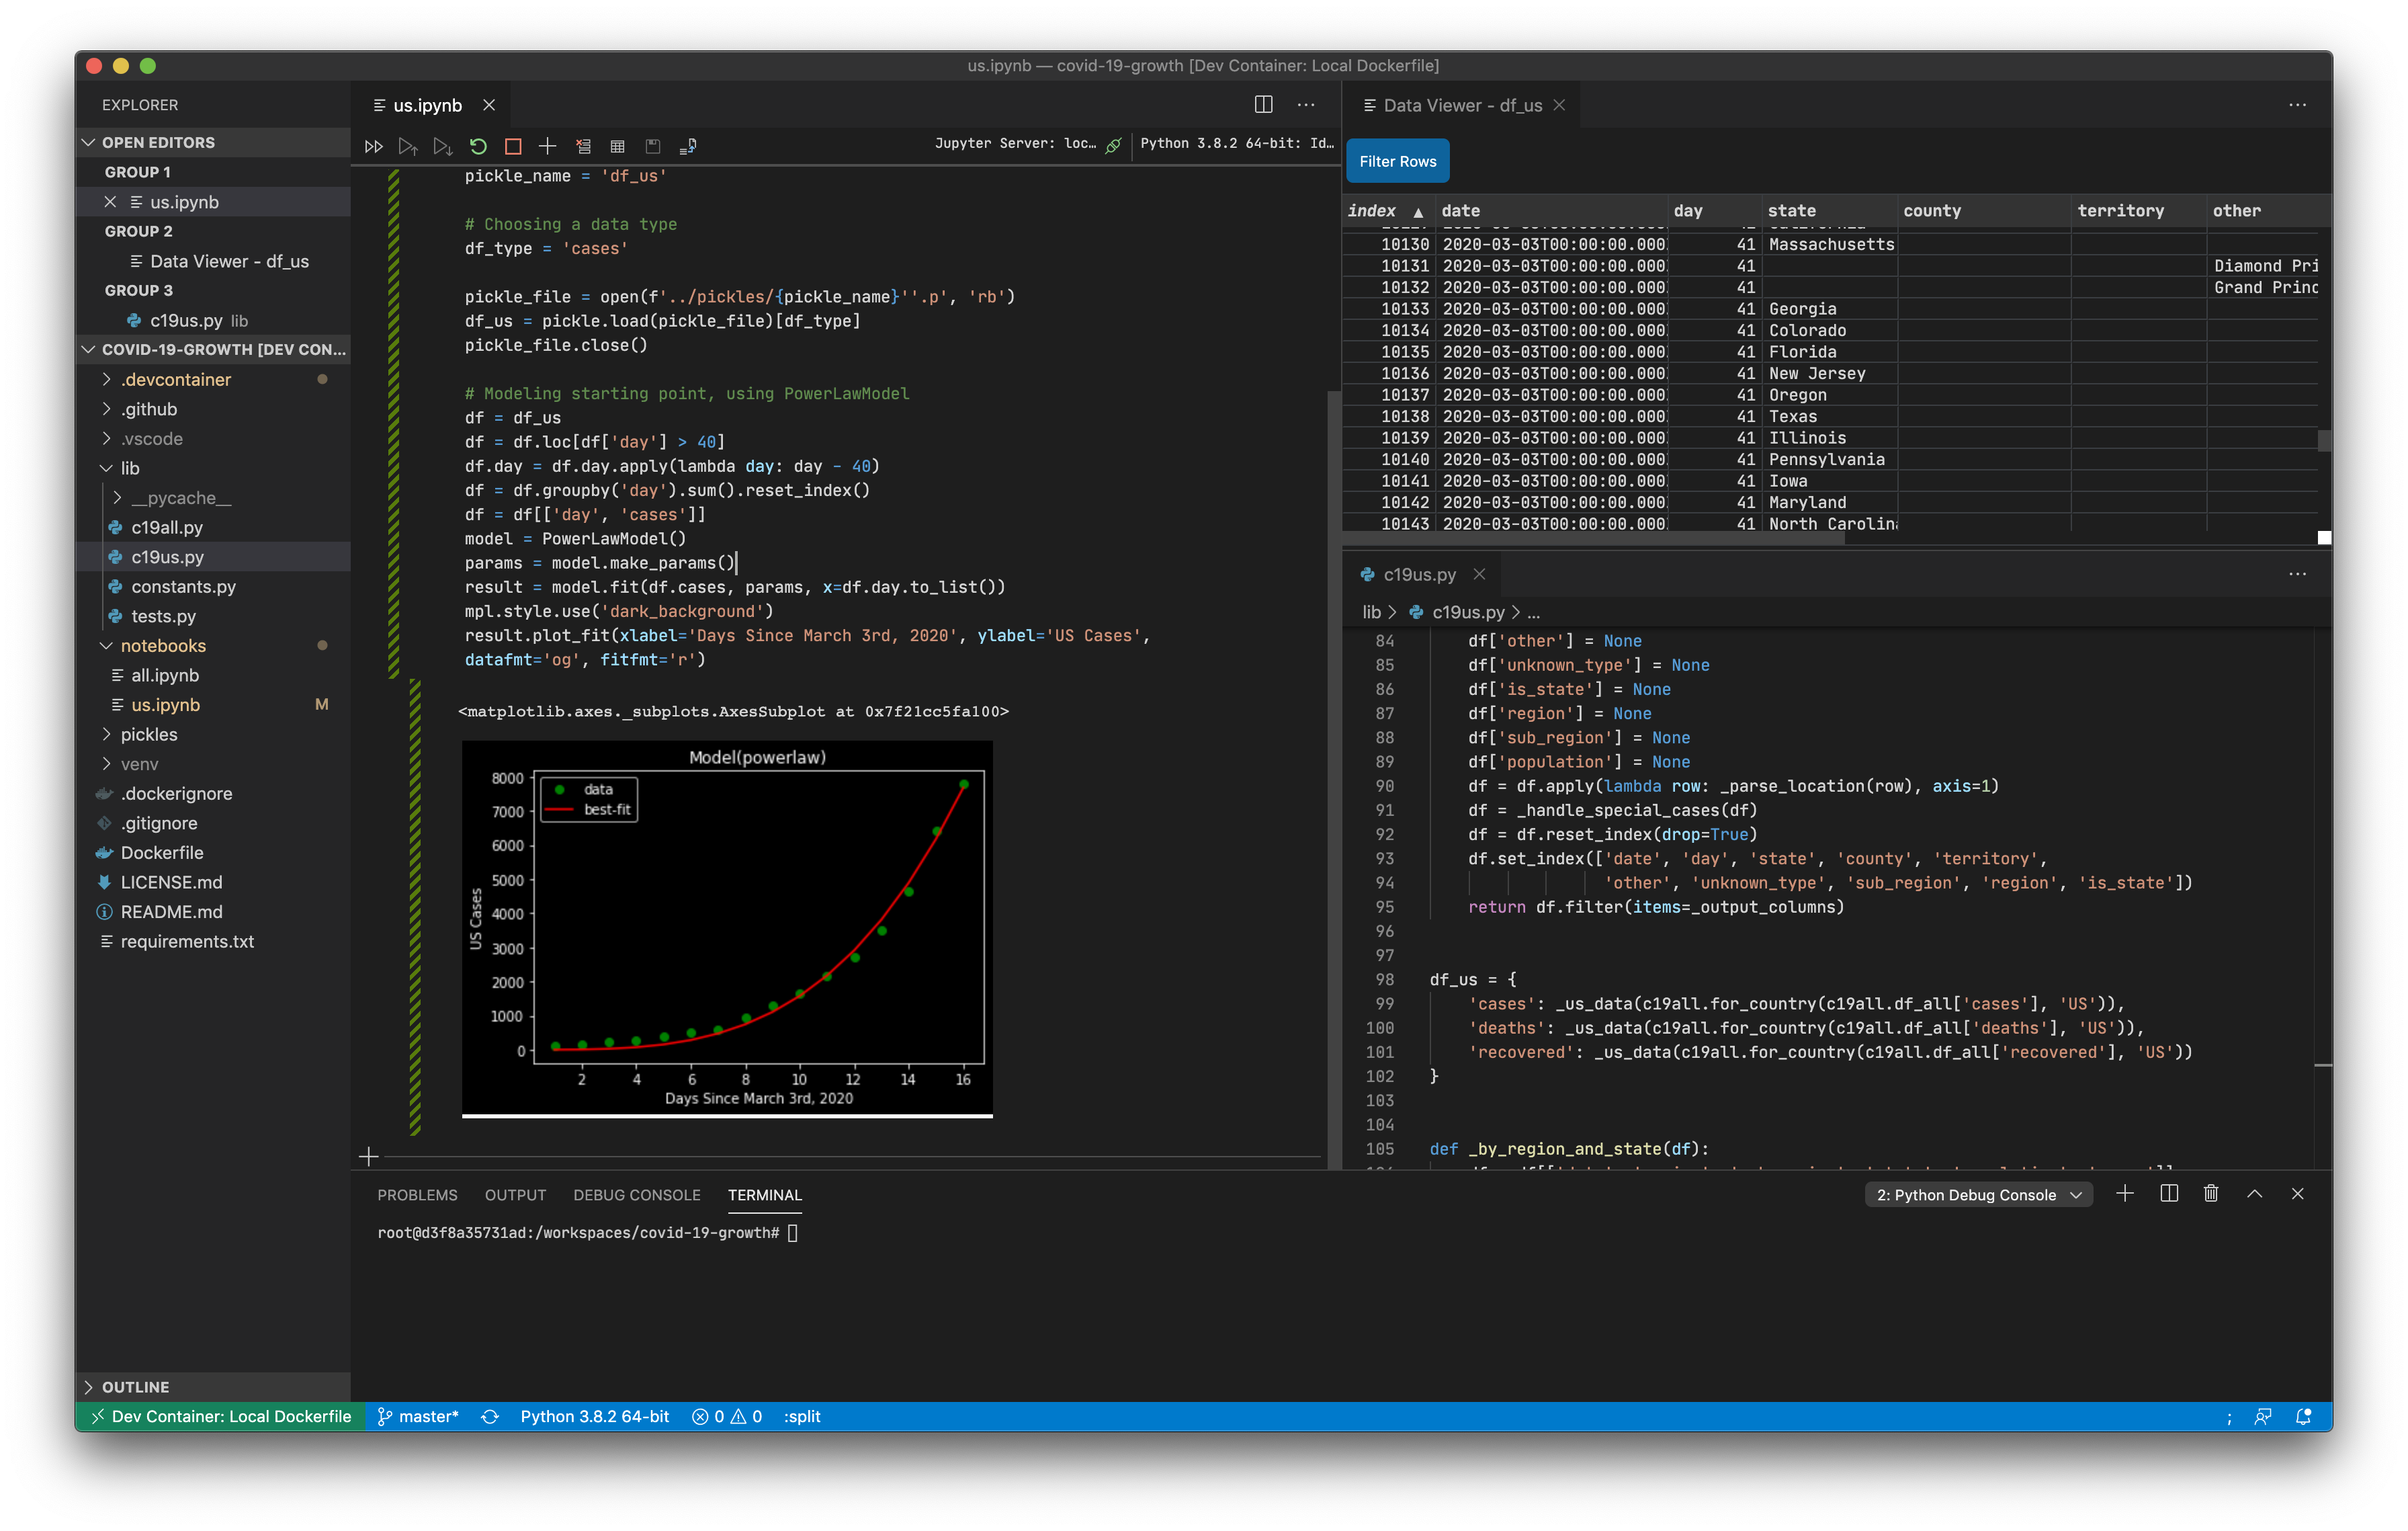 us.ipynb — covid-19-growth [Dev Container: Local Dockerfile]
EXPLORER
OPEN EDITORS
GROUP 1
us.ipynb
GROUP 2
Data Viewer - df_us
GROUP 3
c19us.py lib
COVID-19-GROWTH [DEV CON...
.devcontainer
.github
.vscode
lib
__pycache__
c19all.py
c19us.py
constants.py
tests.py
notebooks
all.ipynb
us.ipynb M
pickles
venv
.dockerignore
.gitignore
Dockerfile
LICENSE.md
README.md
requirements.txt
OUTLINE
us.ipynb
Jupyter Server: loc… Python 3.8.2 64-bit: Id…
pickle_name = 'df_us'
# Choosing a data type
df_type = 'cases'
pickle_file = open(f'../pickles/{pickle_name}''.p', 'rb')
df_us = pickle.load(pickle_file)[df_type]
pickle_file.close()
# Modeling starting point, using PowerLawModel
df = df_us
df = df.loc[df['day'] > 40]
df.day = df.day.apply(lambda day: day - 40)
df = df.groupby('day').sum().reset_index()
df = df[['day', 'cases']]
model = PowerLawModel()
params = model.make_params()
result = model.fit(df.cases, params, x=df.day.to_list())
mpl.style.use('dark_background')
result.plot_fit(xlabel='Days Since March 3rd, 2020', ylabel='US Cases',
datafmt='og', fitfmt='r')
<matplotlib.axes._subplots.AxesSubplot at 0x7f21cc5fa100>
Model(powerlaw)
data
best-fit
US Cases
8000
7000
6000
5000
4000
3000
2000
1000
0
2 4 6 8 10 12 14 16
Days Since March 3rd, 2020
Data Viewer - df_us
Filter Rows
index date day state county territory other
10130 2020-03-03T00:00:00.000 41 Massachusetts
10131 2020-03-03T00:00:00.000 41 Diamond Pri
10132 2020-03-03T00:00:00.000 41 Grand Princ
10133 2020-03-03T00:00:00.000 41 Georgia
10134 2020-03-03T00:00:00.000 41 Colorado
10135 2020-03-03T00:00:00.000 41 Florida
10136 2020-03-03T00:00:00.000 41 New Jersey
10137 2020-03-03T00:00:00.000 41 Oregon
10138 2020-03-03T00:00:00.000 41 Texas
10139 2020-03-03T00:00:00.000 41 Illinois
10140 2020-03-03T00:00:00.000 41 Pennsylvania
10141 2020-03-03T00:00:00.000 41 Iowa
10142 2020-03-03T00:00:00.000 41 Maryland
10143 2020-03-03T00:00:00.000 41 North Carolin
c19us.py
lib > c19us.py > ...
84 df['other'] = None
85 df['unknown_type'] = None
86 df['is_state'] = None
87 df['region'] = None
88 df['sub_region'] = None
89 df['population'] = None
90 df = df.apply(lambda row: _parse_location(row), axis=1)
91 df = _handle_special_cases(df)
92 df = df.reset_index(drop=True)
93 df.set_index(['date', 'day', 'state', 'county', 'territory',
94 'other', 'unknown_type', 'sub_region', 'region', 'is_state'])
95 return df.filter(items=_output_columns)
96
97
98 df_us = {
99 'cases': _us_data(c19all.for_country(c19all.df_all['cases'], 'US')),
100 'deaths': _us_data(c19all.for_country(c19all.df_all['deaths'], 'US')),
101 'recovered': _us_data(c19all.for_country(c19all.df_all['recovered'], 'US'))
102 }
103
104
105 def _by_region_and_state(df):
PROBLEMS OUTPUT DEBUG CONSOLE TERMINAL
2: Python Debug Console
root@d3f8a35731ad:/workspaces/covid-19-growth#
Dev Container: Local Dockerfile master* Python 3.8.2 64-bit 0 0 :split ;